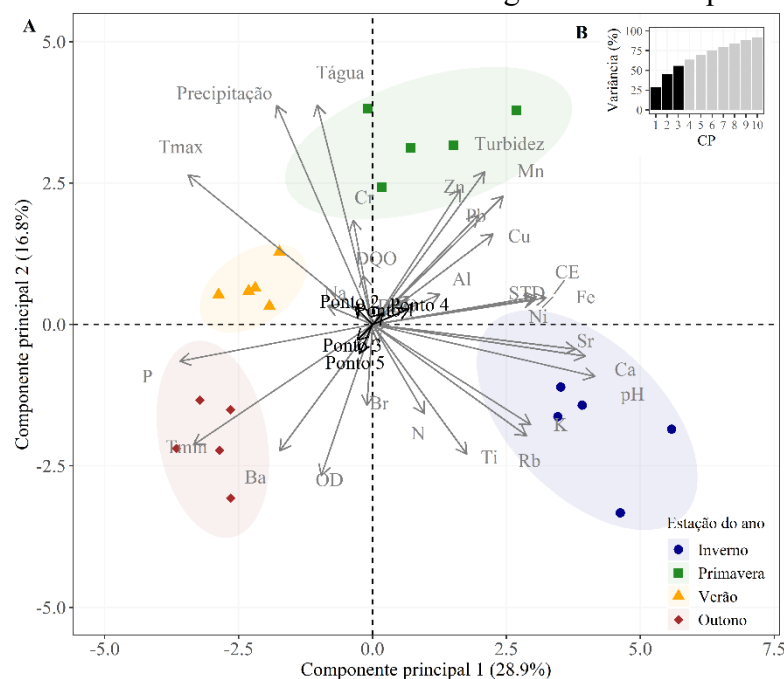 A
B
Variância (%)
100
75
50
25
0
1 2 3 4 5 6 7 8 9 10
CP
5.0
2.5
0.0
-2.5
-5.0
Componente principal 2 (16.8%)
Tágua
Precipitação
Tmax
Turbidez
Mn
Zn
Cr
Pb
Cu
DQO
Al
CE
Na
STD
Fe
Ponto 2
Ponto 4
Ni
Ponto 3
Sr
Ponto 5
P
Ca
pH
Br
N
K
Tmin
Ti
Rb
Ba
OD
Estação do ano
Inverno
Primavera
Verão
Outono
-5.0 -2.5 0.0 2.5 5.0 7.5
Componente principal 1 (28.9%)